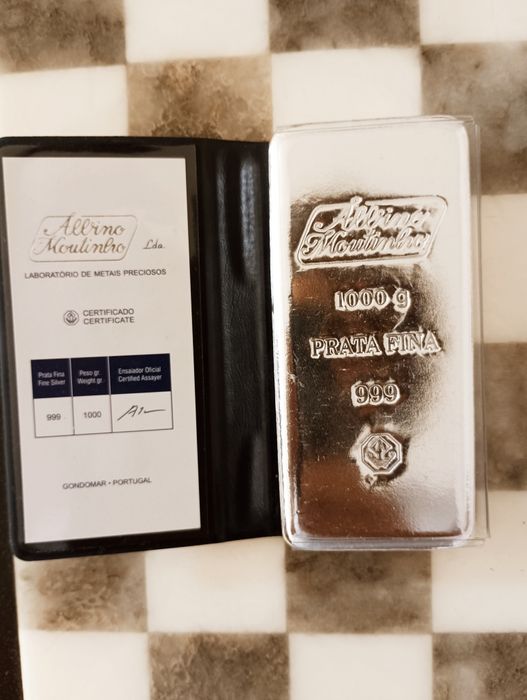 Albino
Moutinho Lda.
LABORATÓRIO DE METAIS PRECIOSOS
CERTIFICADO
CERTIFICATE
Prata Fina
Fine Silver
Peso gr.
Weight gr.
Ensaiador Oficial
Certified Assayer
999
1000
GONDOMAR • PORTUGAL
Albino
Moutinho
1000 g
PRATA FINA
999